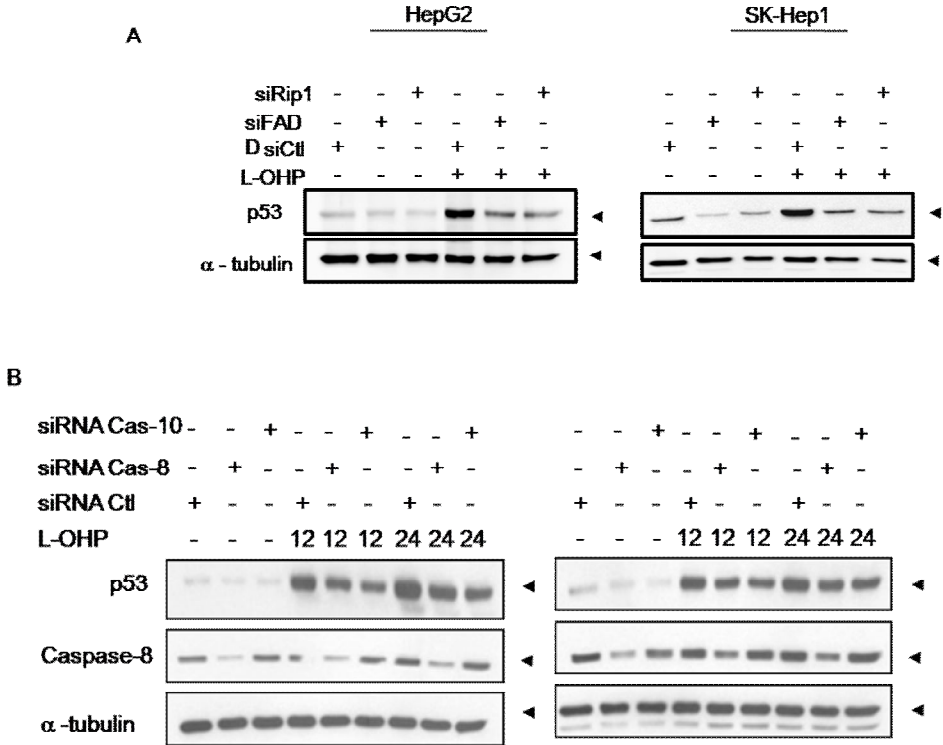 HepG2 SK-Hep1
A
siRip1 - - + - - + - - + - - +
siFAD - + - - + - - + - - + -
D siCtl + - - + - - + - - + - -
L-OHP - - - + + + - - - + + +
p53
α - tubulin
B
siRNA Cas-10 - - + - - + - - + - - + - - + - - +
siRNA Cas-8 - + - - + - - + - - + - - + - - + -
siRNA Ctl + - - + - - + - - + - - + - - + - -
L-OHP - - - 12 12 12 24 24 24 - - - 12 12 12 24 24 24
p53
Caspase-8
α -tubulin